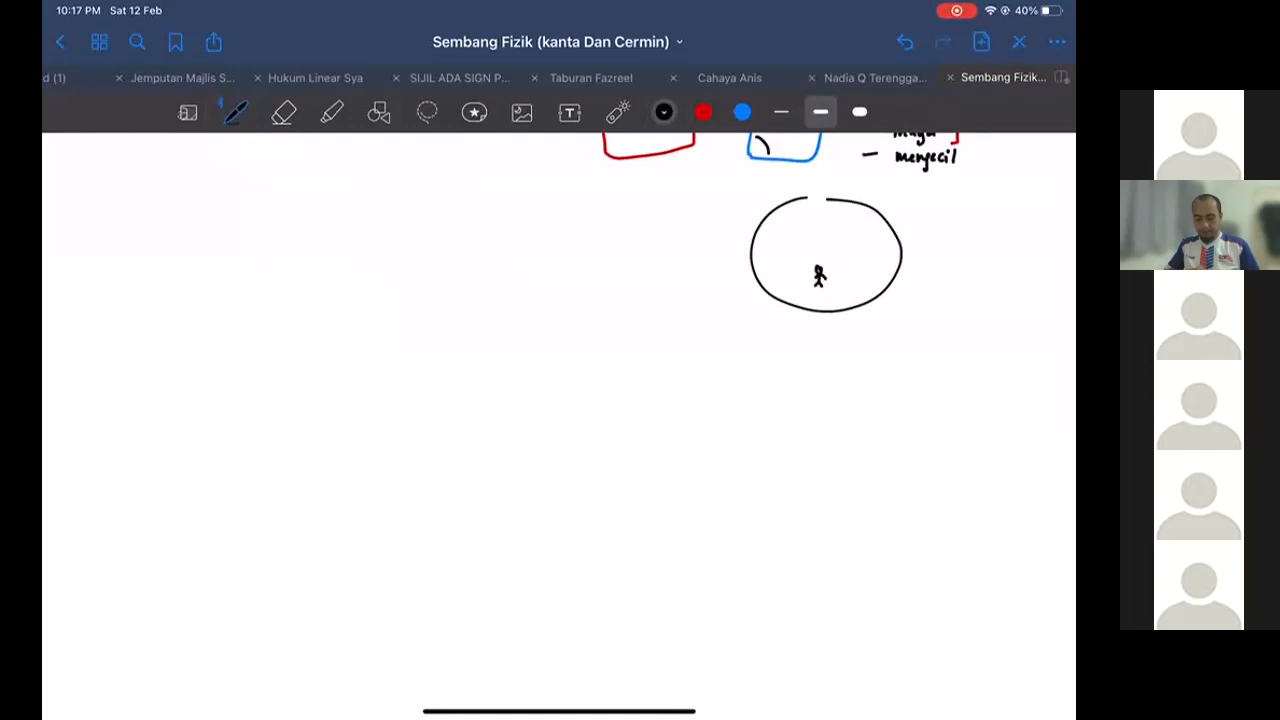 10:17 PM Sat 12 Feb
40%
Sembang Fizik (kanta Dan Cermin)
d (1)
Jemputan Majlis S...
Hukum Linear Sya
SIJIL ADA SIGN P...
Taburan Fazreel
Cahaya Anis
Nadia Q Terengga...
Sembang Fizik...
T
— mengecil